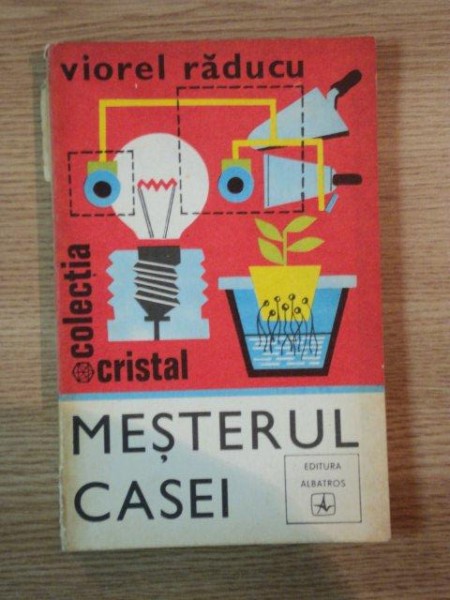 viorel răducu
colecția
cristal
MEȘTERUL
CASEI
EDITURA
ALBATROS